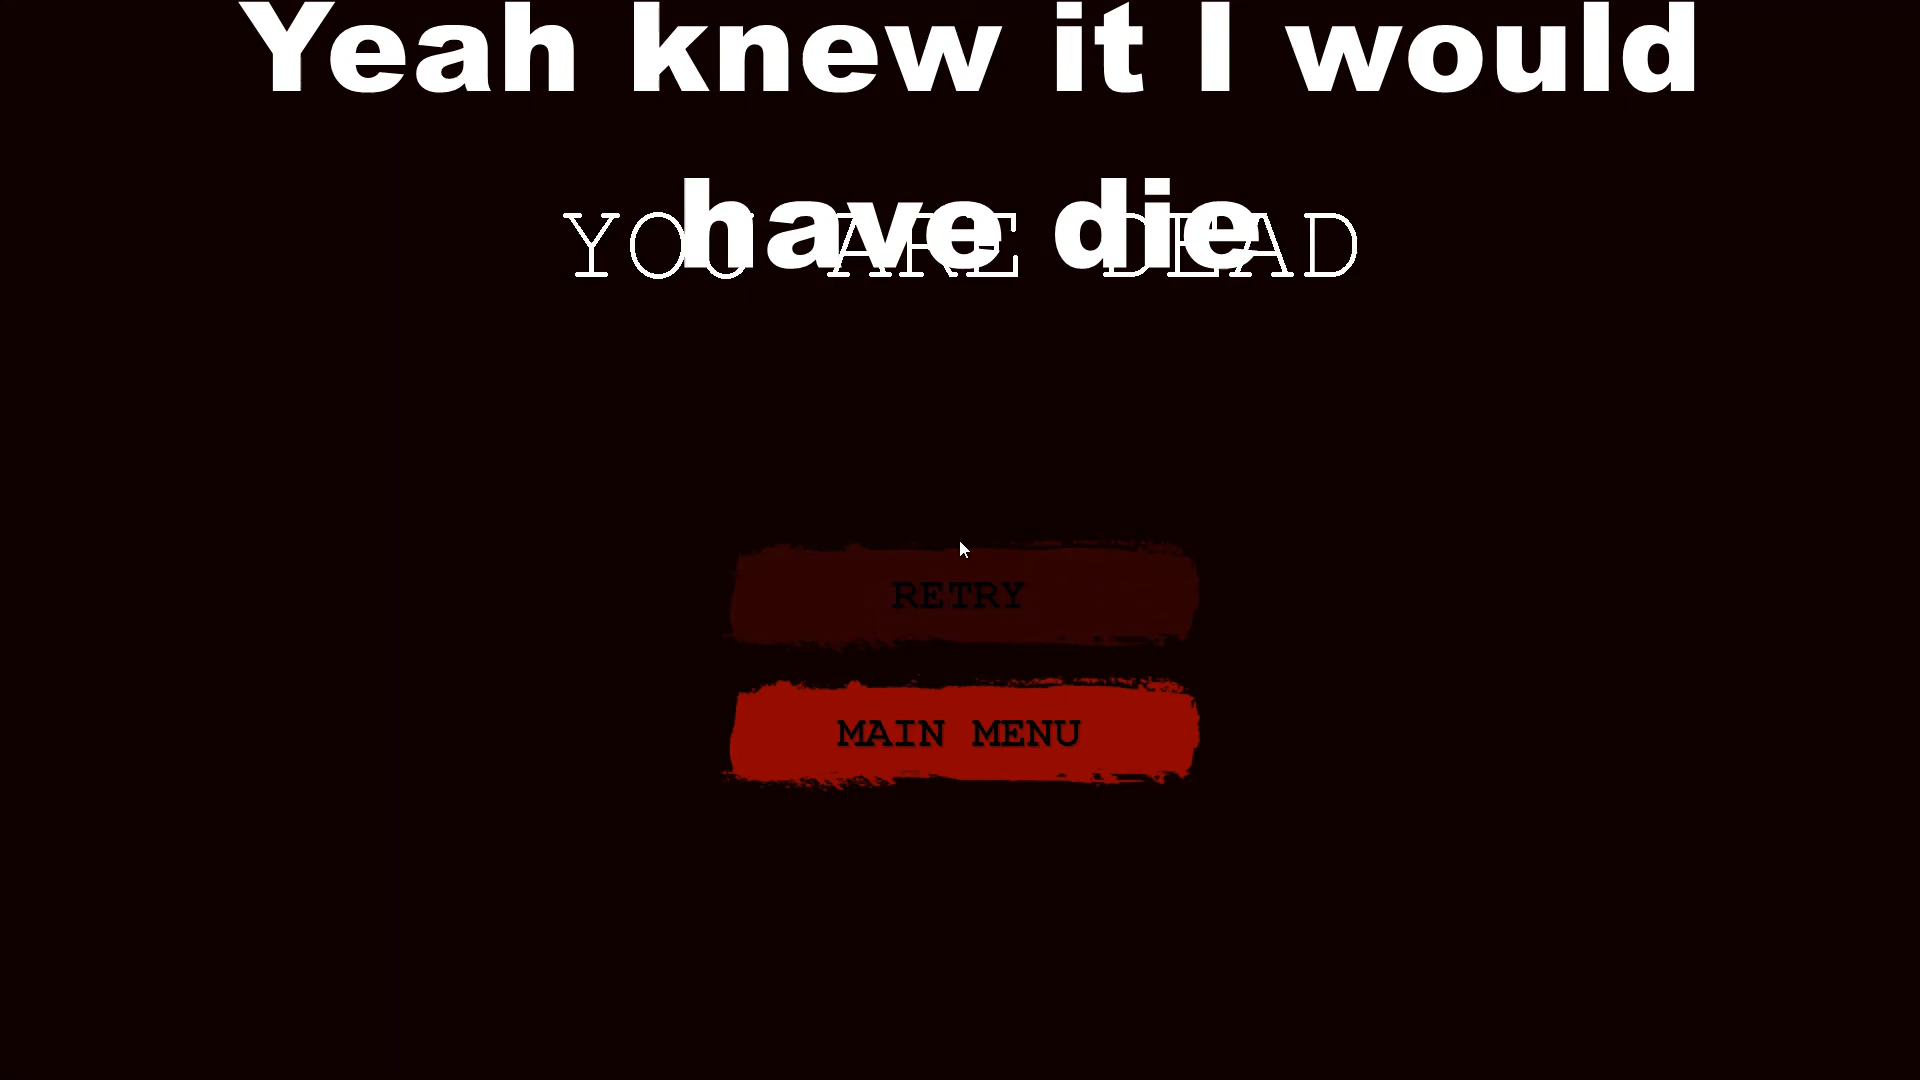 Yeah knew it I would
have die
YOU ARE DEAD
RETRY
MAIN MENU